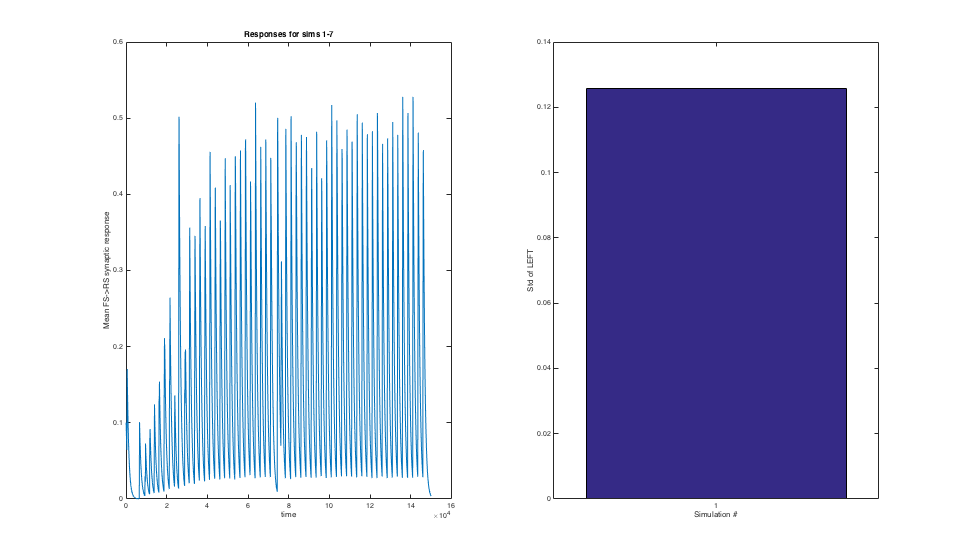 Responses for sims 1-7
0.6
0.5
0.4
0.3
0.2
0.1
0
Mean FS->RS synaptic response
0 2 4 6 8 10 12 14 16
time
×10^4
0.14
0.12
0.1
0.08
0.06
0.04
0.02
0
Std of LEFT
1
Simulation #